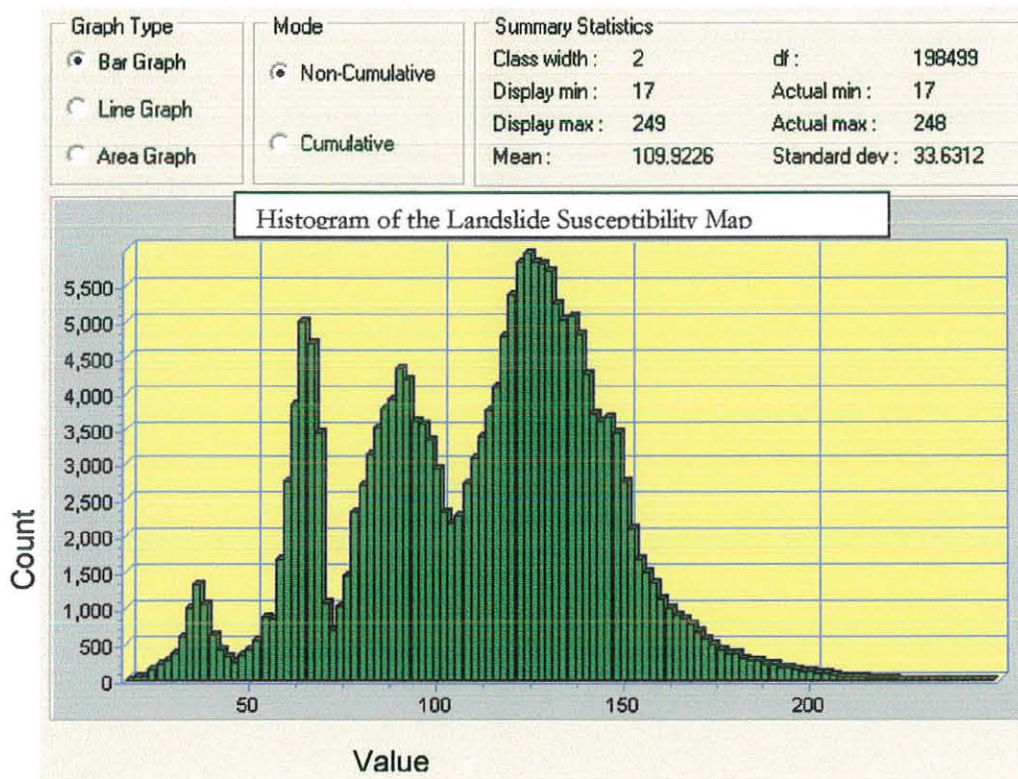 Graph Type
Bar Graph
Line Graph
Area Graph
Mode
Non-Cumulative
Cumulative
Summary Statistics
Class width : 2 df : 198499
Display min : 17 Actual min : 17
Display max : 249 Actual max : 248
Mean : 109.9226 Standard dev : 33.6312
Histogram of the Landslide Susceptibility Map
5,500
5,000
4,500
4,000
3,500
3,000
2,500
2,000
1,500
1,000
500
0
Count
50 100 150 200
Value